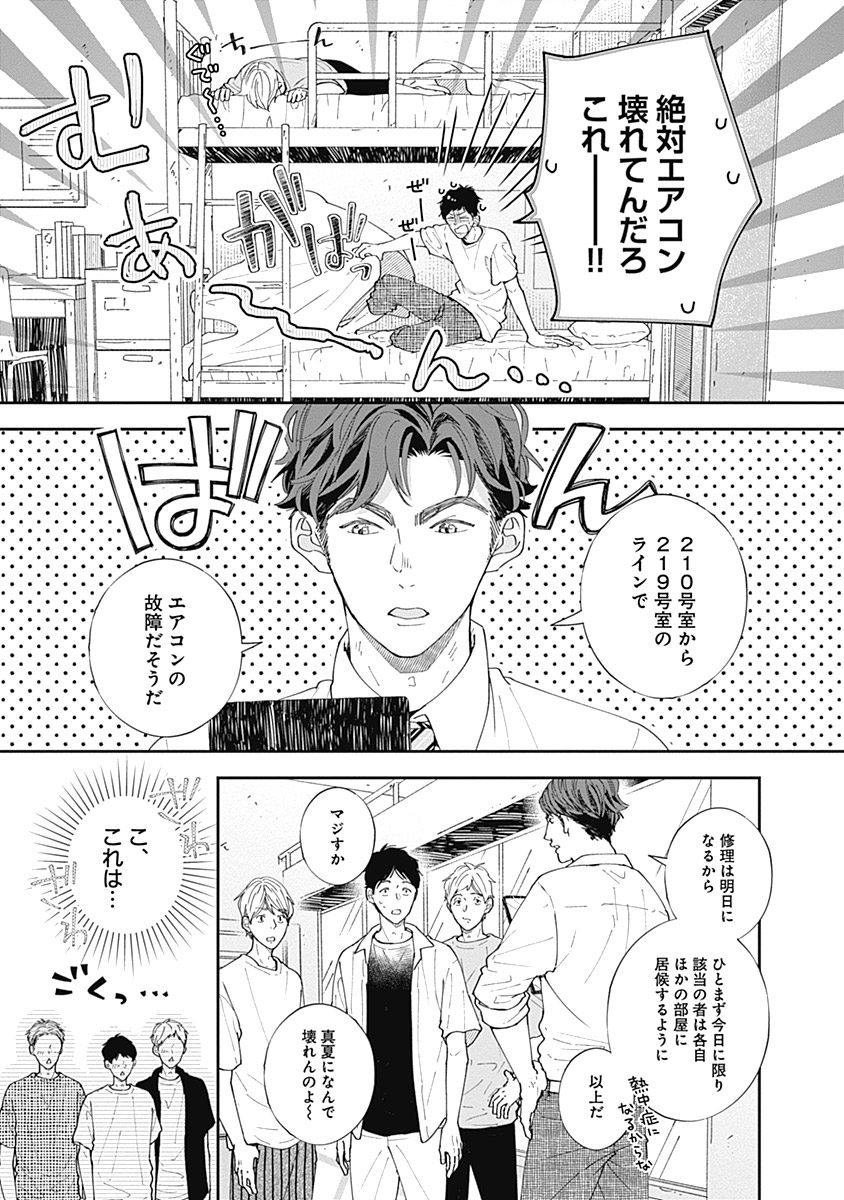 絶対エアコン
壊れてんだろ
これ――!!
ちーん
ぐでぇ〜…
ぜー
ぜー
がばっ
むぁあん…
ばん
210号室から
219号室の
ラインで
エアコンの
故障だそうだ
修理は明日に
なるから
ひとまず今日に限り
該当の者は各自
ほかの部屋に
居候するように
以上だ
熱中症に
なるからな
マジすか
真夏になんで
壊れんのよ〜
こ、
これは…
ざわ
ざわ
ごくっ…